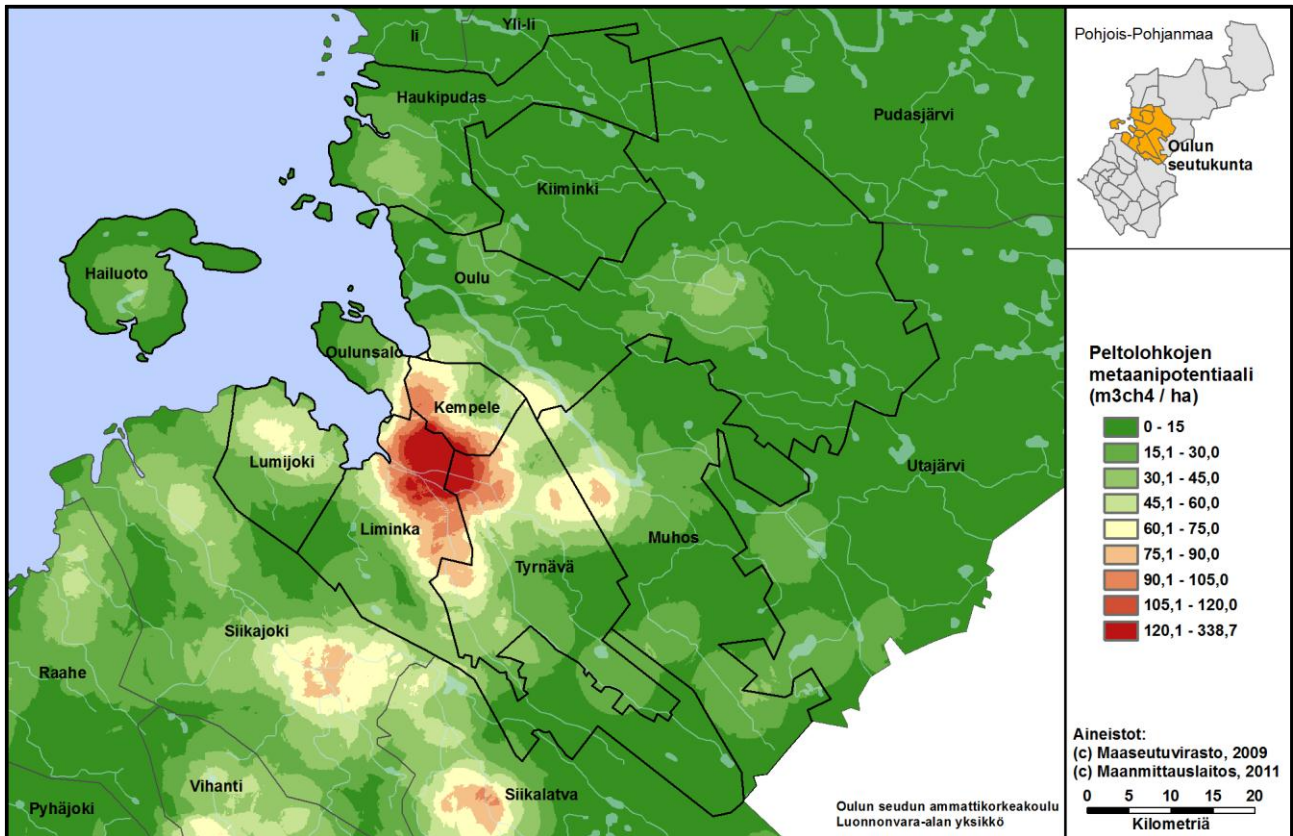 Ii
Yli-Ii
Haukipudas
Pudasjärvi
Kiiminki
Hailuoto
Oulu
Oulunsalo
Kempele
Lumijoki
Utajärvi
Liminka
Muhos
Tyrnävä
Siikajoki
Raahe
Vihanti
Siikalatva
Pyhäjoki
Oulun seudun ammattikorkeakoulu
Luonnonvara-alan yksikkö
Pohjois-Pohjanmaa
Oulun
seutukunta
Peltolohkojen
metaanipotentiaali
(m3ch4 / ha)
0 - 15
15,1 - 30,0
30,1 - 45,0
45,1 - 60,0
60,1 - 75,0
75,1 - 90,0
90,1 - 105,0
105,1 - 120,0
120,1 - 338,7
Aineistot:
(c) Maaseutuvirasto, 2009
(c) Maanmittauslaitos, 2011
0 5 10 15 20
Kilometriä